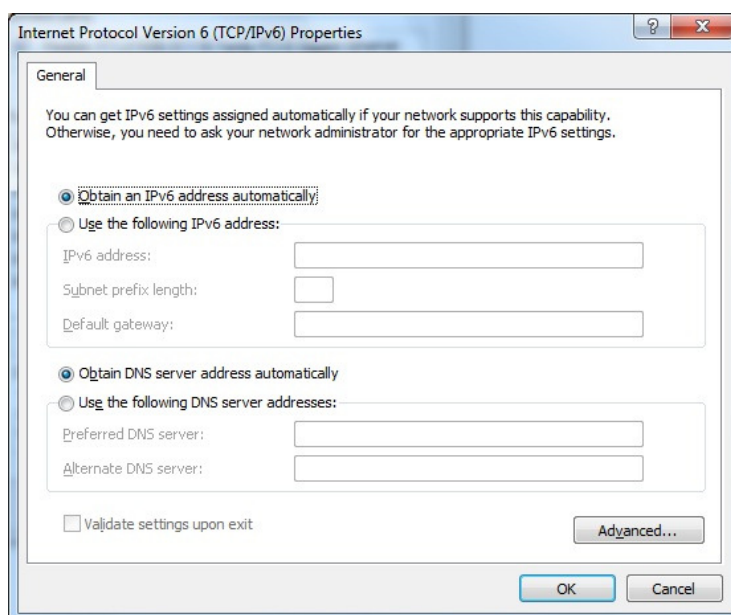 Internet Protocol Version 6 (TCP/IPv6) Properties
General
You can get IPv6 settings assigned automatically if your network supports this capability.
Otherwise, you need to ask your network administrator for the appropriate IPv6 settings.
Obtain an IPv6 address automatically
Use the following IPv6 address:
IPv6 address:
Subnet prefix length:
Default gateway:
Obtain DNS server address automatically
Use the following DNS server addresses:
Preferred DNS server:
Alternate DNS server:
Validate settings upon exit
Advanced...
OK
Cancel